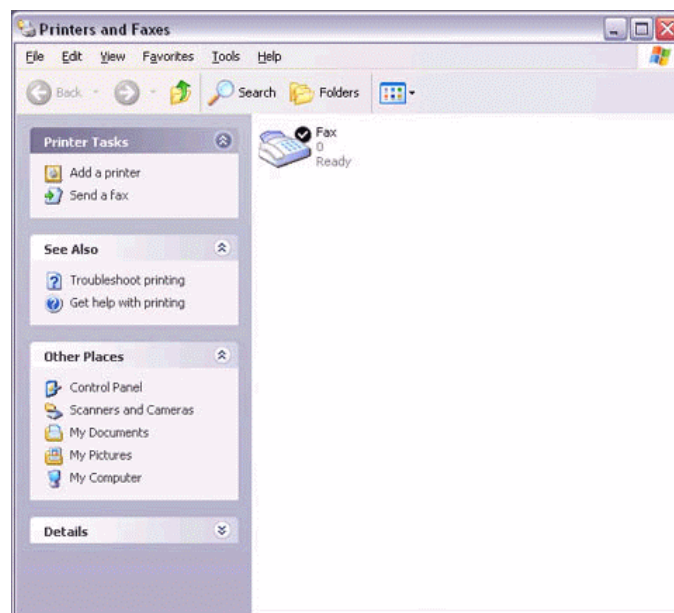 Printers and Faxes
File Edit View Favorites Tools Help
Back Search Folders
Printer Tasks
Add a printer
Send a fax
See Also
Troubleshoot printing
Get help with printing
Other Places
Control Panel
Scanners and Cameras
My Documents
My Pictures
My Computer
Details
Fax
0
Ready